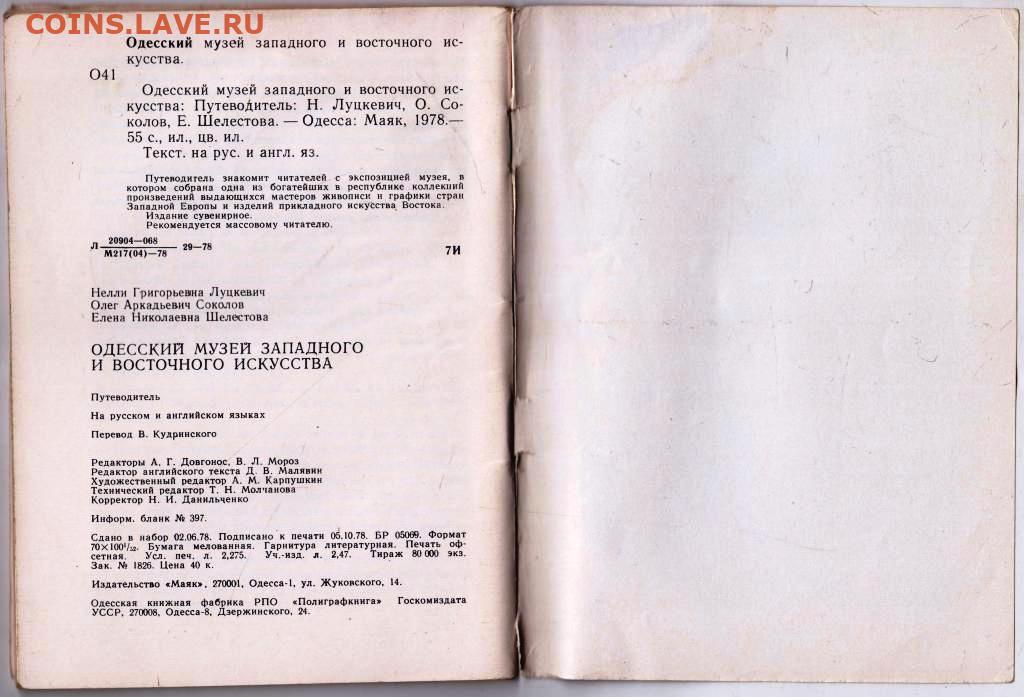 COINS.LAVE.RU
Одесский музей западного и восточного ис-
кусства.
О41
Одесский музей западного и восточного ис-
кусства: Путеводитель: Н. Луцкевич, О. Со-
колов, Е. Шелестова. — Одесса: Маяк, 1978.—
55 с., ил., цв. ил.
Текст. на рус. и англ. яз.
Путеводитель знакомит читателей с экспозицией музея, в
котором собрана одна из богатейших в республике коллекций
произведений выдающихся мастеров живописи и графики стран
Западной Европы и изделий прикладного искусства Востока.
Издание сувенирное.
Рекомендуется массовому читателю.
Л 20904—068 29—78
М217(04)—78 7И
Нелли Григорьевна Луцкевич
Олег Аркадьевич Соколов
Елена Николаевна Шелестова
ОДЕССКИЙ МУЗЕЙ ЗАПАДНОГО
И ВОСТОЧНОГО ИСКУССТВА
Путеводитель
На русском и английском языках
Перевод В. Кудринского
Редакторы А. Г. Довгонос, В. Л. Мороз
Редактор английского текста Д. В. Малявин
Художественный редактор А. М. Карпушкин
Технический редактор Т. Н. Молчанова
Корректор Н. И. Данильченко
Информ. бланк № 397.
Сдано в набор 02.06.78. Подписано к печати 05.10.78. БР 05069. Формат
70×100¹/₃₂. Бумага мелованная. Гарнитура литературная. Печать оф-
сетная. Усл. печ. л. 2,275. Уч.-изд. л. 2,47. Тираж 80 000 экз.
Зак. № 1826. Цена 40 к.
Издательство «Маяк», 270001, Одесса-1, ул. Жуковского, 14.
Одесская книжная фабрика РПО «Полиграфкнига» Госкомиздата
УССР, 270008, Одесса-8, Дзержинского, 24.